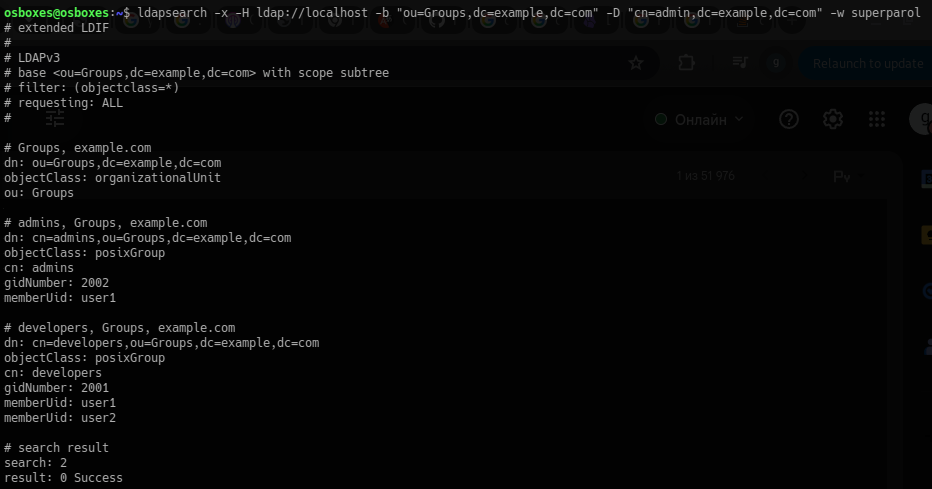 osboxes@osboxes:~$ ldapsearch -x -H ldap://localhost -b "ou=Groups,dc=example,dc=com" -D "cn=admin,dc=example,dc=com" -w superparol
# extended LDIF
#
# LDAPv3
# base <ou=Groups,dc=example,dc=com> with scope subtree
# filter: (objectclass=*)
# requesting: ALL
#
Relaunch to update
Онлайн
1 из 51 976
# Groups, example.com
dn: ou=Groups,dc=example,dc=com
objectClass: organizationalUnit
ou: Groups
# admins, Groups, example.com
dn: cn=admins,ou=Groups,dc=example,dc=com
objectClass: posixGroup
cn: admins
gidNumber: 2002
memberUid: user1
# developers, Groups, example.com
dn: cn=developers,ou=Groups,dc=example,dc=com
objectClass: posixGroup
cn: developers
gidNumber: 2001
memberUid: user1
memberUid: user2
# search result
search: 2
result: 0 Success